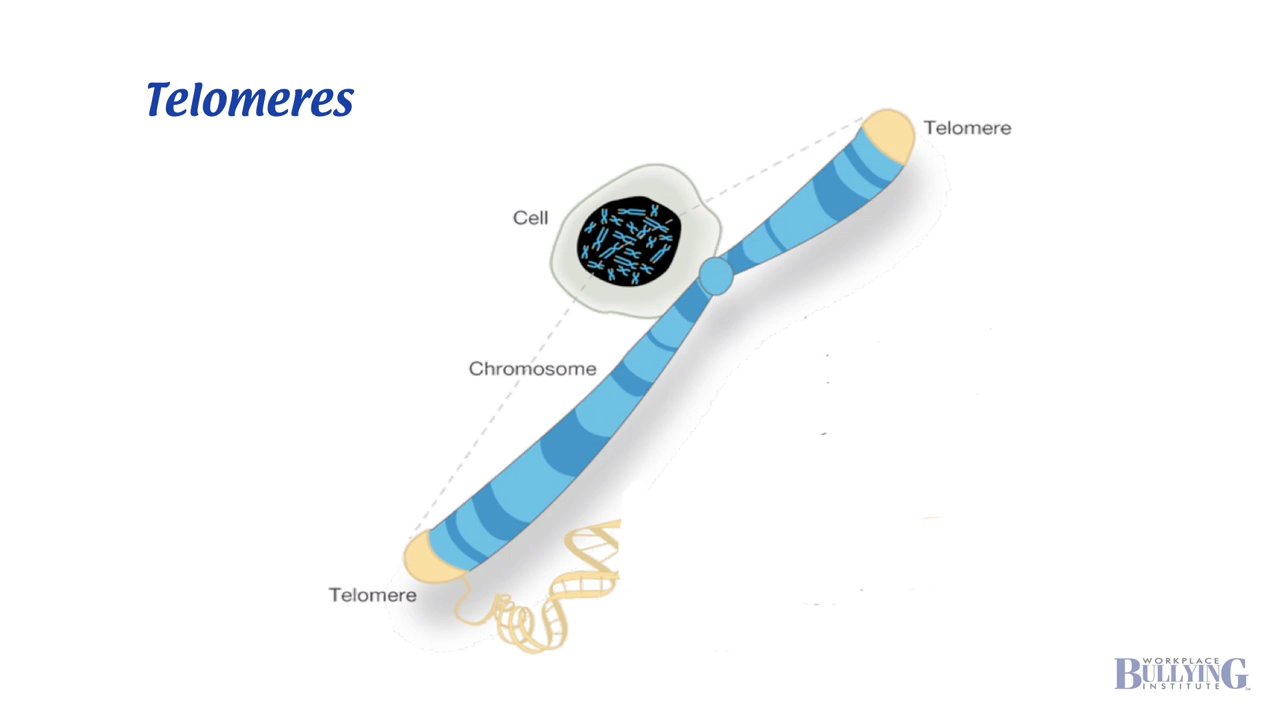 Telomeres
Telomere
Cell
Chromosome
Telomere
WORKPLACE
BULLYING
INSTITUTE